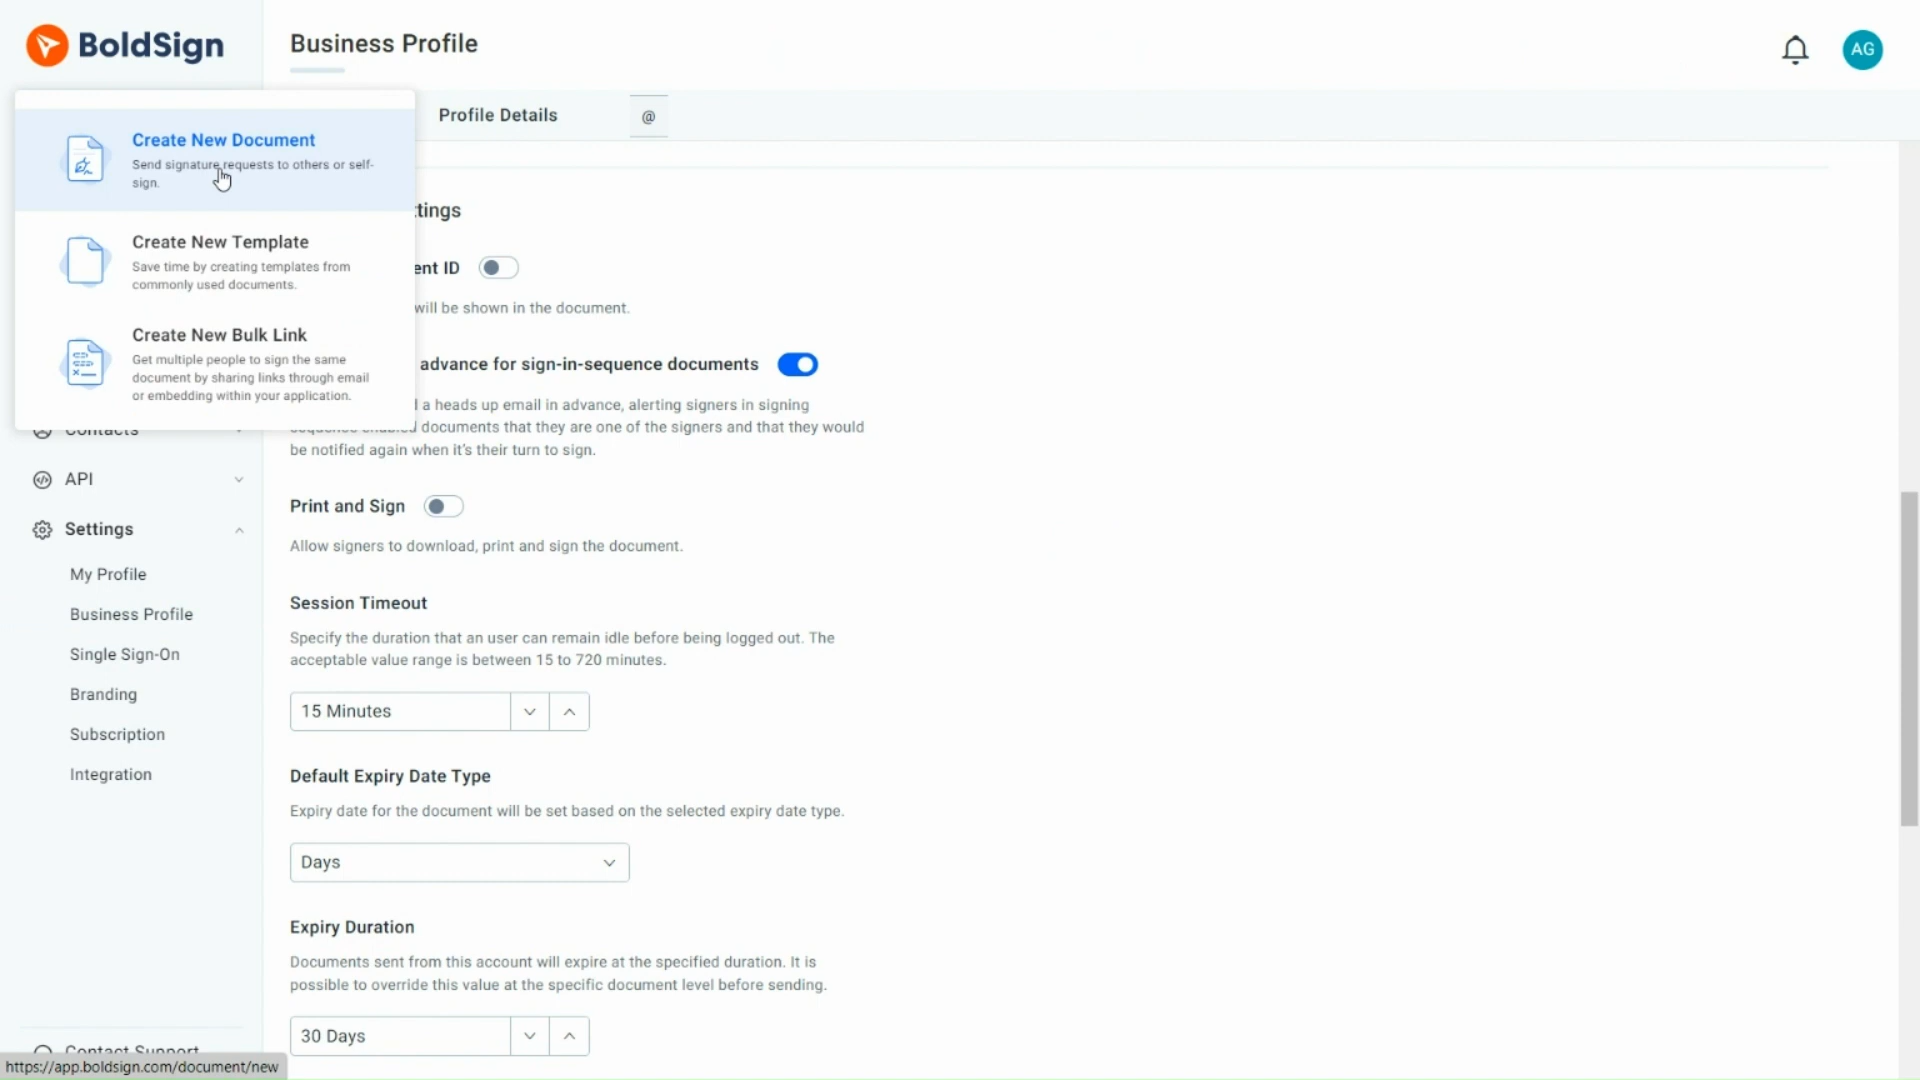 BoldSign
Business Profile
AG
Profile Details
@
Create New Document
Send signature requests to others or self-
sign.
Create New Template
Save time by creating templates from
commonly used documents.
Create New Bulk Link
Get multiple people to sign the same
document by sharing links through email
or embedding within your application.
Contacts
API
Settings
My Profile
Business Profile
Single Sign-On
Branding
Subscription
Integration
Contact Support
https://app.boldsign.com/document/new
tings
ent ID
will be shown in the document.
advance for sign-in-sequence documents
a heads up email in advance, alerting signers in signing
sequence enabled documents that they are one of the signers and that they would
be notified again when it's their turn to sign.
Print and Sign
Allow signers to download, print and sign the document.
Session Timeout
Specify the duration that an user can remain idle before being logged out. The
acceptable value range is between 15 to 720 minutes.
15 Minutes
Default Expiry Date Type
Expiry date for the document will be set based on the selected expiry date type.
Days
Expiry Duration
Documents sent from this account will expire at the specified duration. It is
possible to override this value at the specific document level before sending.
30 Days